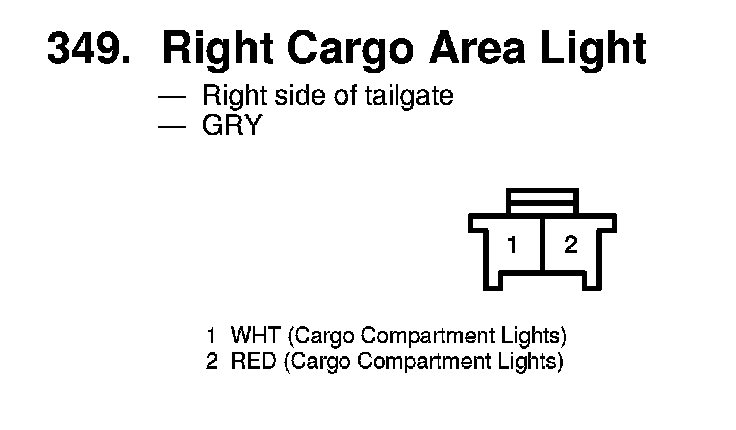 349. Right Cargo Area Light
— Right side of tailgate
— GRY
1 2
1 WHT (Cargo Compartment Lights)
2 RED (Cargo Compartment Lights)